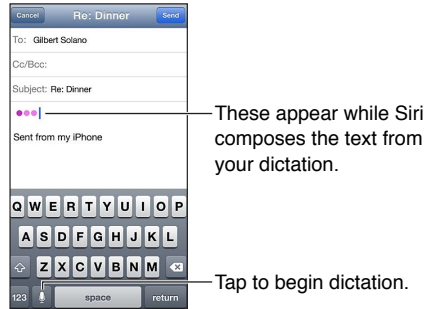 Cancel Re: Dinner Send
To: Gilbert Solano
Cc/Bcc:
Subject: Re: Dinner
These appear while Siri
composes the text from
your dictation.
Sent from my iPhone
Q W E R T Y U I O P
A S D F G H J K L
Z X C V B N M
123 space return
Tap to begin dictation.